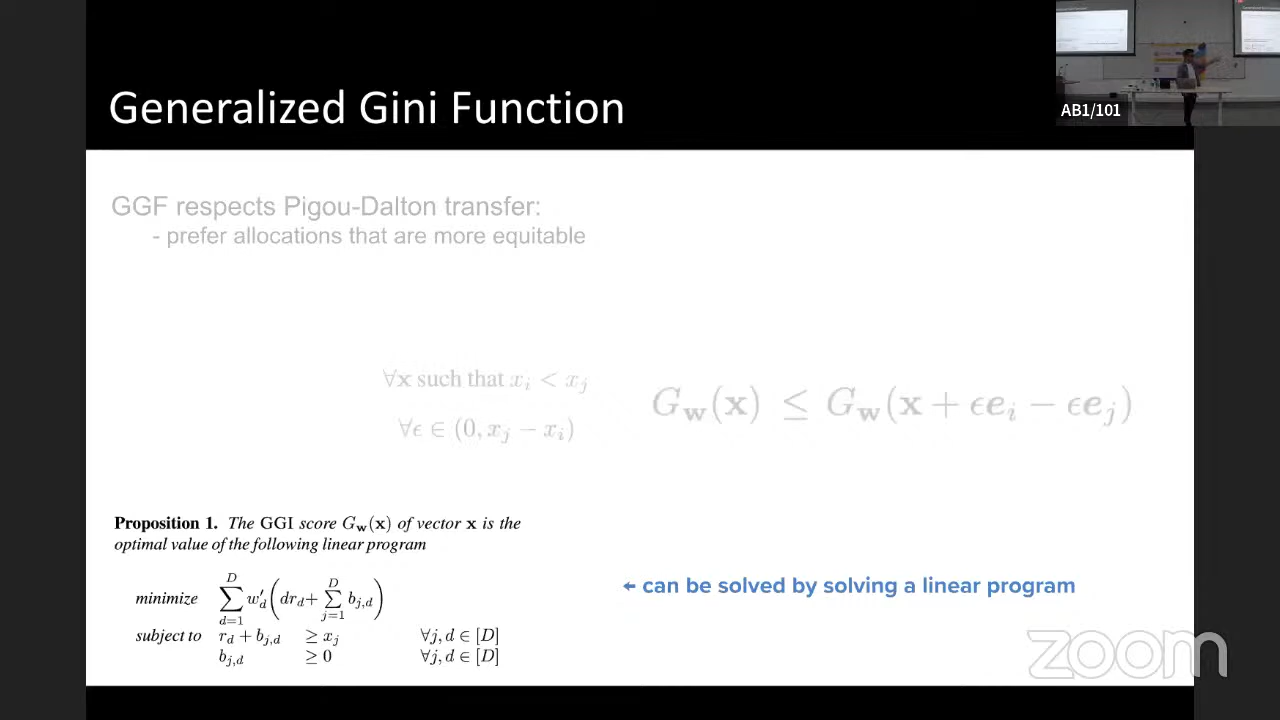 Generalized Gini Function
AB1/101
GGF respects Pigou-Dalton transfer:
- prefer allocations that are more equitable
∀x such that x_i < x_j
∀ϵ ∈ (0, x_j − x_i)
G_w(x) ≤ G_w(x + ϵe_i − ϵe_j)
Proposition 1. The GGI score G_w(x) of vector x is the
optimal value of the following linear program
minimize ∑_{d=1}^{D} w'_d (dr_d + ∑_{j=1}^{D} b_{j,d})
subject to r_d + b_{j,d} ≥ x_j ∀j, d ∈ [D]
b_{j,d} ≥ 0 ∀j, d ∈ [D]
← can be solved by solving a linear program
zoom